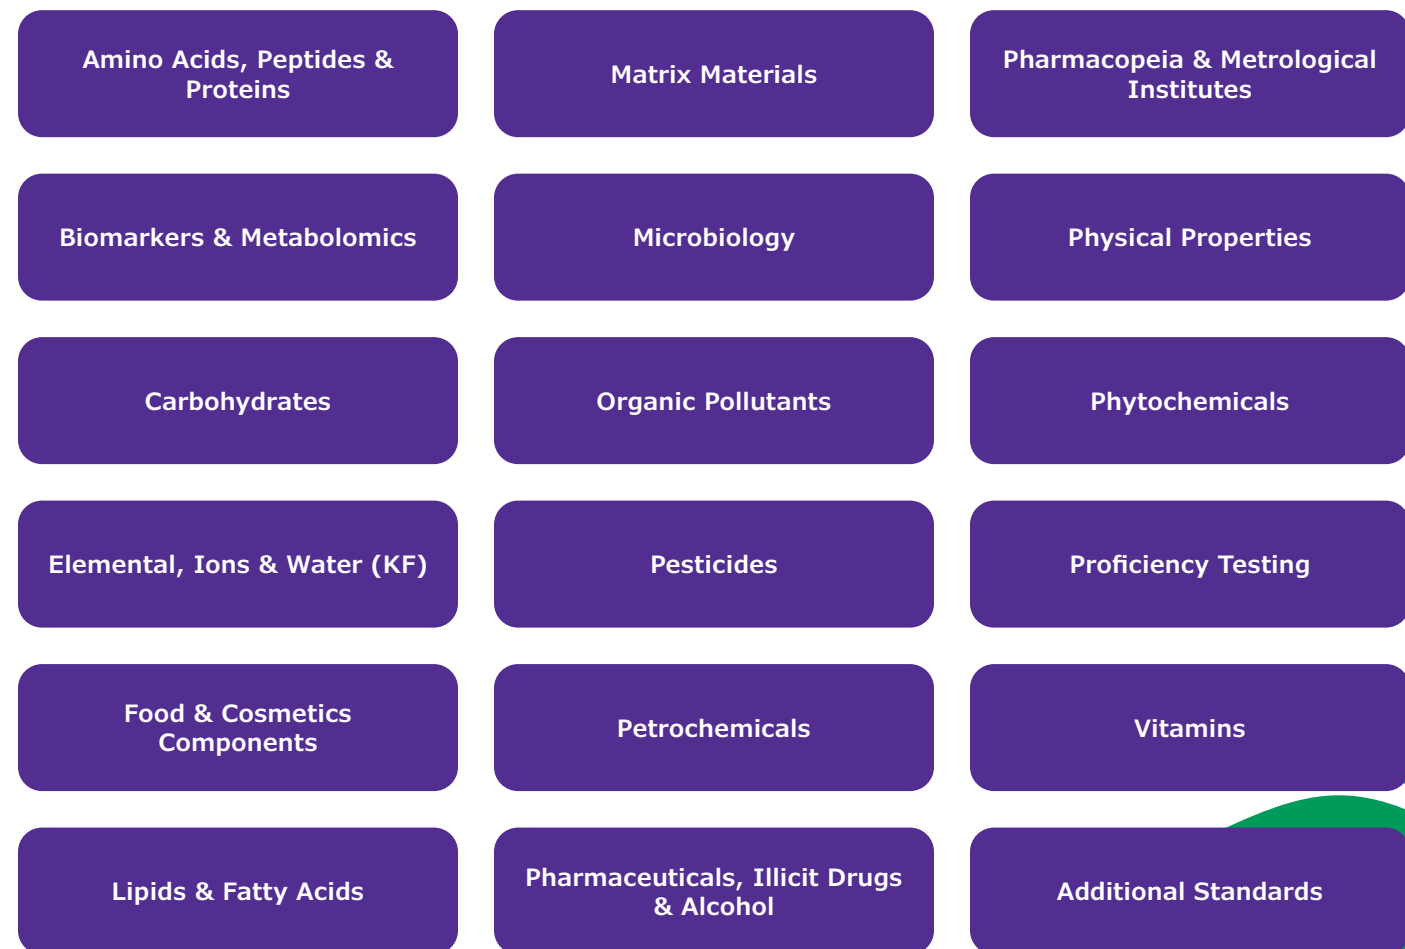 Amino Acids, Peptides &
Proteins
Matrix Materials
Pharmacopeia & Metrological
Institutes
Biomarkers & Metabolomics
Microbiology
Physical Properties
Carbohydrates
Organic Pollutants
Phytochemicals
Elemental, Ions & Water (KF)
Pesticides
Proficiency Testing
Food & Cosmetics
Components
Petrochemicals
Vitamins
Lipids & Fatty Acids
Pharmaceuticals, Illicit Drugs
& Alcohol
Additional Standards